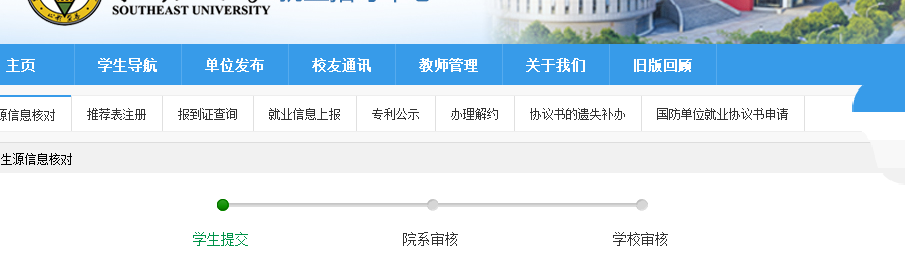 SOUTHEAST UNIVERSITY
主页 学生导航 单位发布 校友通讯 教师管理 关于我们 旧版回顾
源信息核对 推荐表注册 报到证查询 就业信息上报 专利公示 办理解约 协议书的遗失补办 国防单位就业协议书申请
生源信息核对
学生提交 院系审核 学校审核